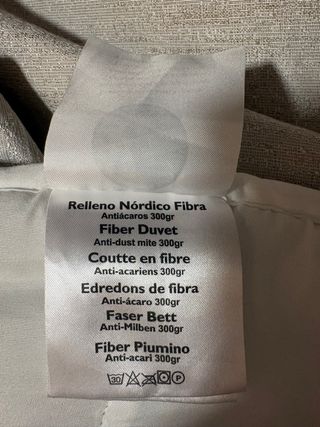 Relleno Nórdico Fibra
Antiácaros 300gr
Fiber Duvet
Anti-dust mite 300gr
Coutte en fibre
Anti-acariens 300gr
Edredons de fibra
Anti-ácaro 300gr
Faser Bett
Anti-Milben 300gr
Fiber Piumino
Anti-acari 300gr
30 P